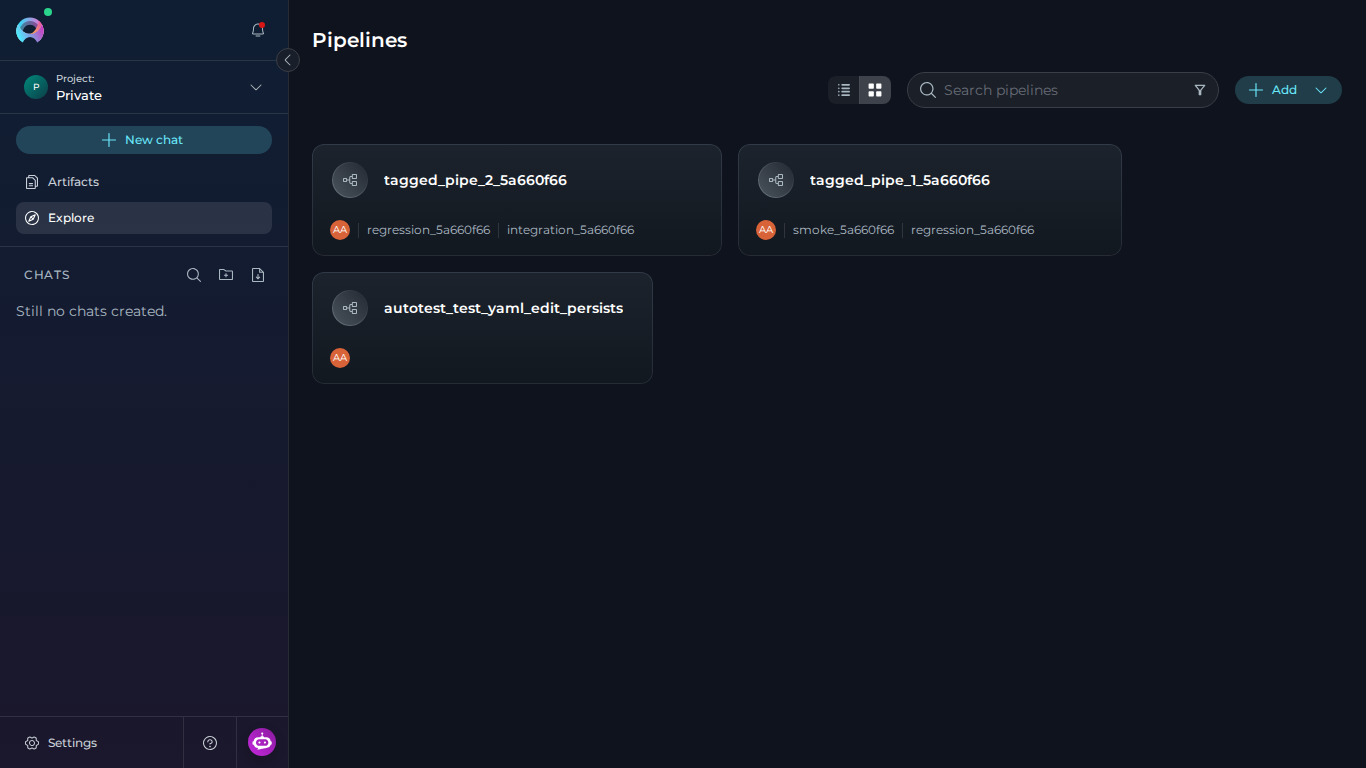 Pipelines
P
Project:
Private
Search pipelines
Add
New chat
Artifacts
Explore
tagged_pipe_2_5a660f66
AA
regression_5a660f66
integration_5a660f66
tagged_pipe_1_5a660f66
AA
smoke_5a660f66
regression_5a660f66
CHATS
Still no chats created.
autotest_test_yaml_edit_persists
AA
Settings